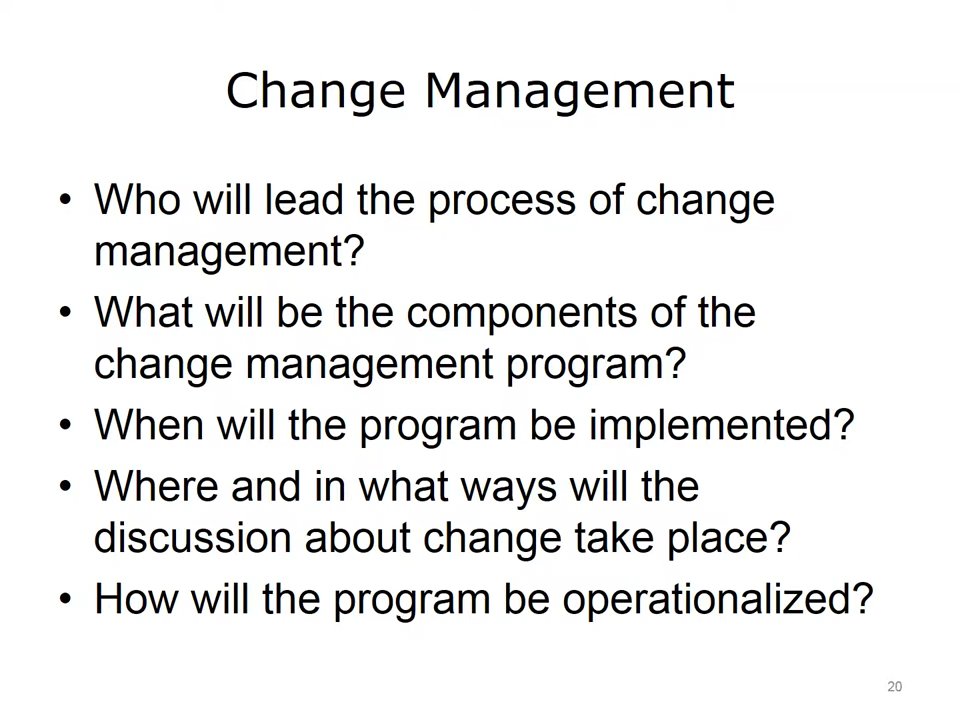 Change Management
• Who will lead the process of change
management?
• What will be the components of the
change management program?
• When will the program be implemented?
• Where and in what ways will the
discussion about change take place?
• How will the program be operationalized?
20